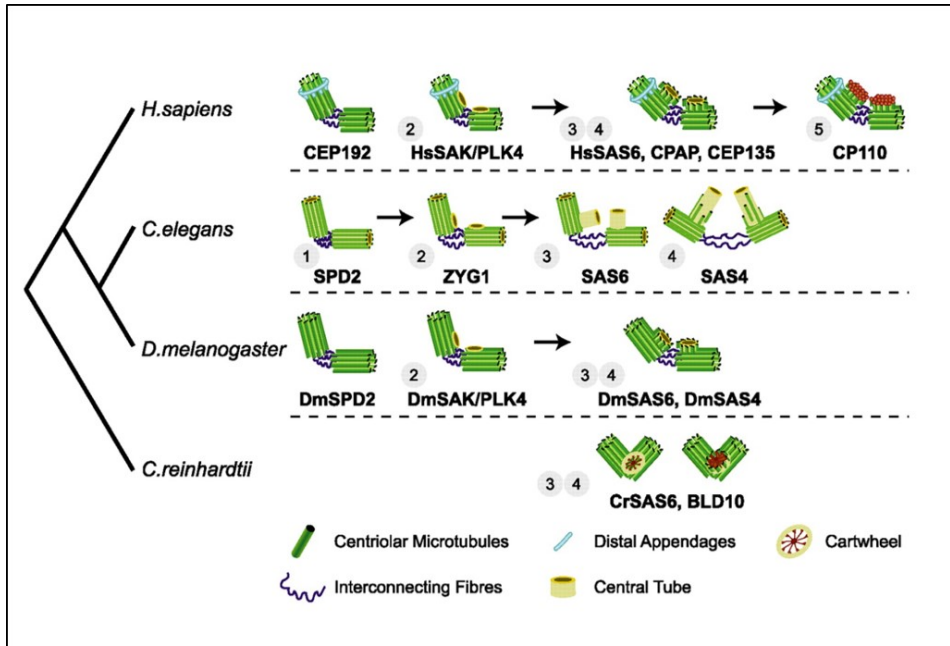 H.sapiens
2
3 4
5
CEP192
HsSAK/PLK4
HsSAS6, CPAP, CEP135
CP110
C.elegans
1
2
3
4
SPD2
ZYG1
SAS6
SAS4
D.melanogaster
2
3 4
DmSPD2
DmSAK/PLK4
DmSAS6, DmSAS4
C.reinhardtii
3 4
CrSAS6, BLD10
Centriolar Microtubules
Distal Appendages
Cartwheel
Interconnecting Fibres
Central Tube